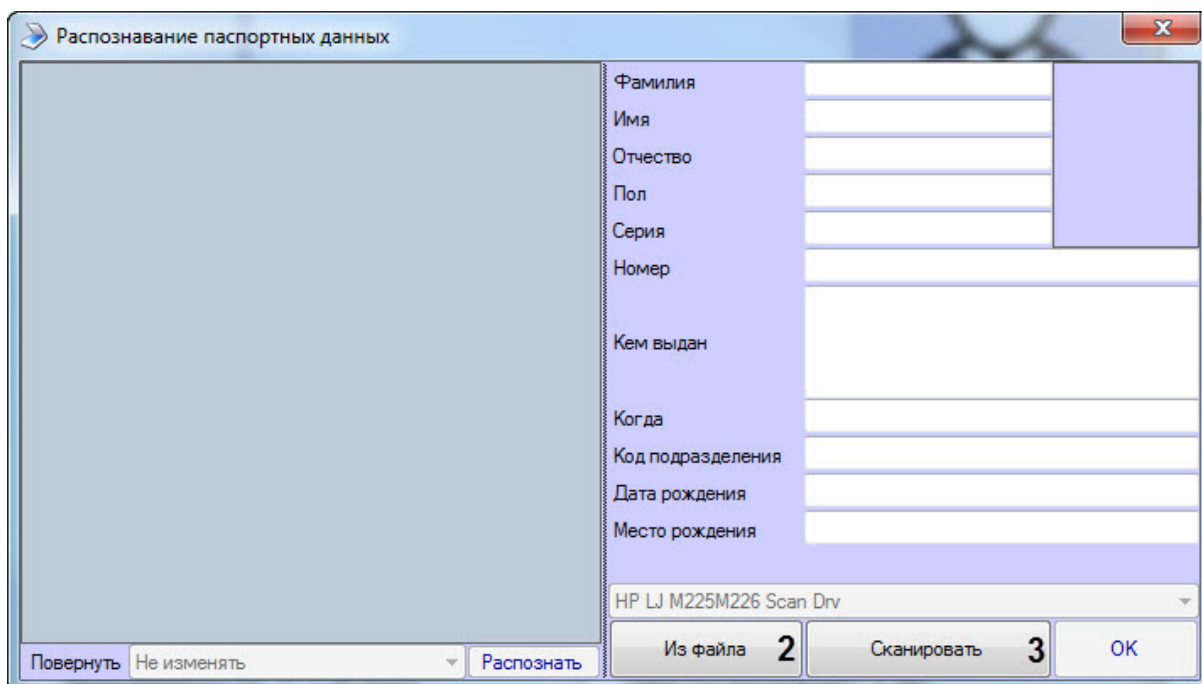 Распознавание паспортных данных
Фамилия
Имя
Отчество
Пол
Серия
Номер
Кем выдан
Когда
Код подразделения
Дата рождения
Место рождения
HP LJ M225M226 Scan Drv
Повернуть Не изменять Распознать Из файла 2 Сканировать 3 OK